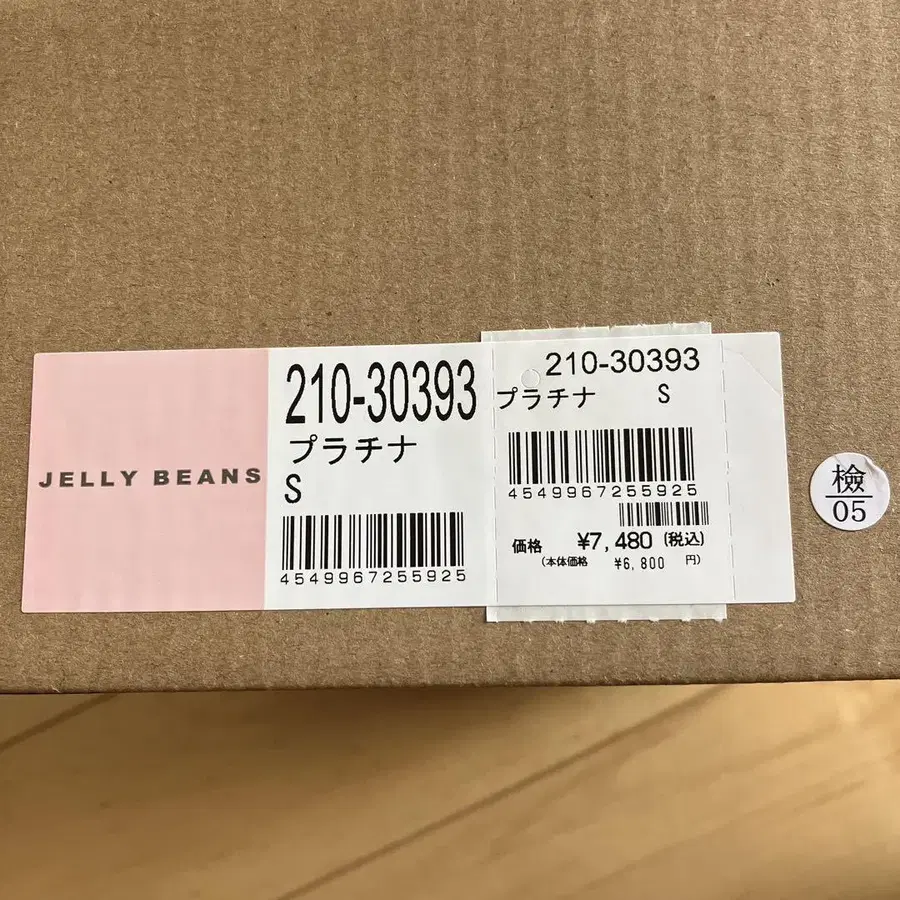 JELLY BEANS
210-30393
プラチナ
S
4549967255925
210-30393
プラチナ S
4549967255925
価格 ¥7,480 (税込)
(本体価格 ¥6,800 円)
檢
05